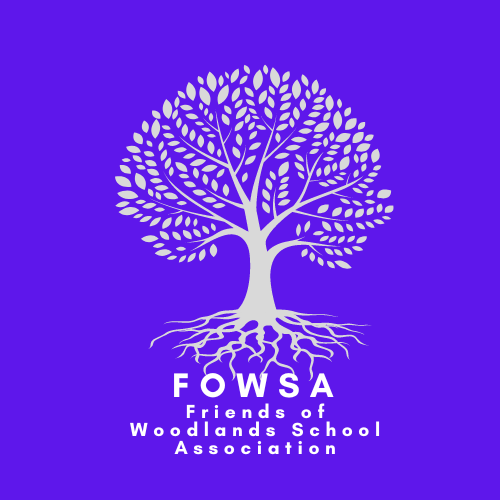 FOWSA
Friends of
Woodlands School
Association